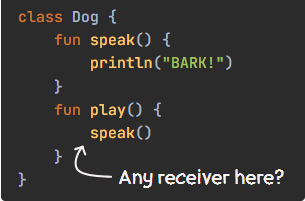 class Dog {
    fun speak() {
        println("BARK!")
    }
    fun play() {
        speak()
    }
}
Any receiver here?